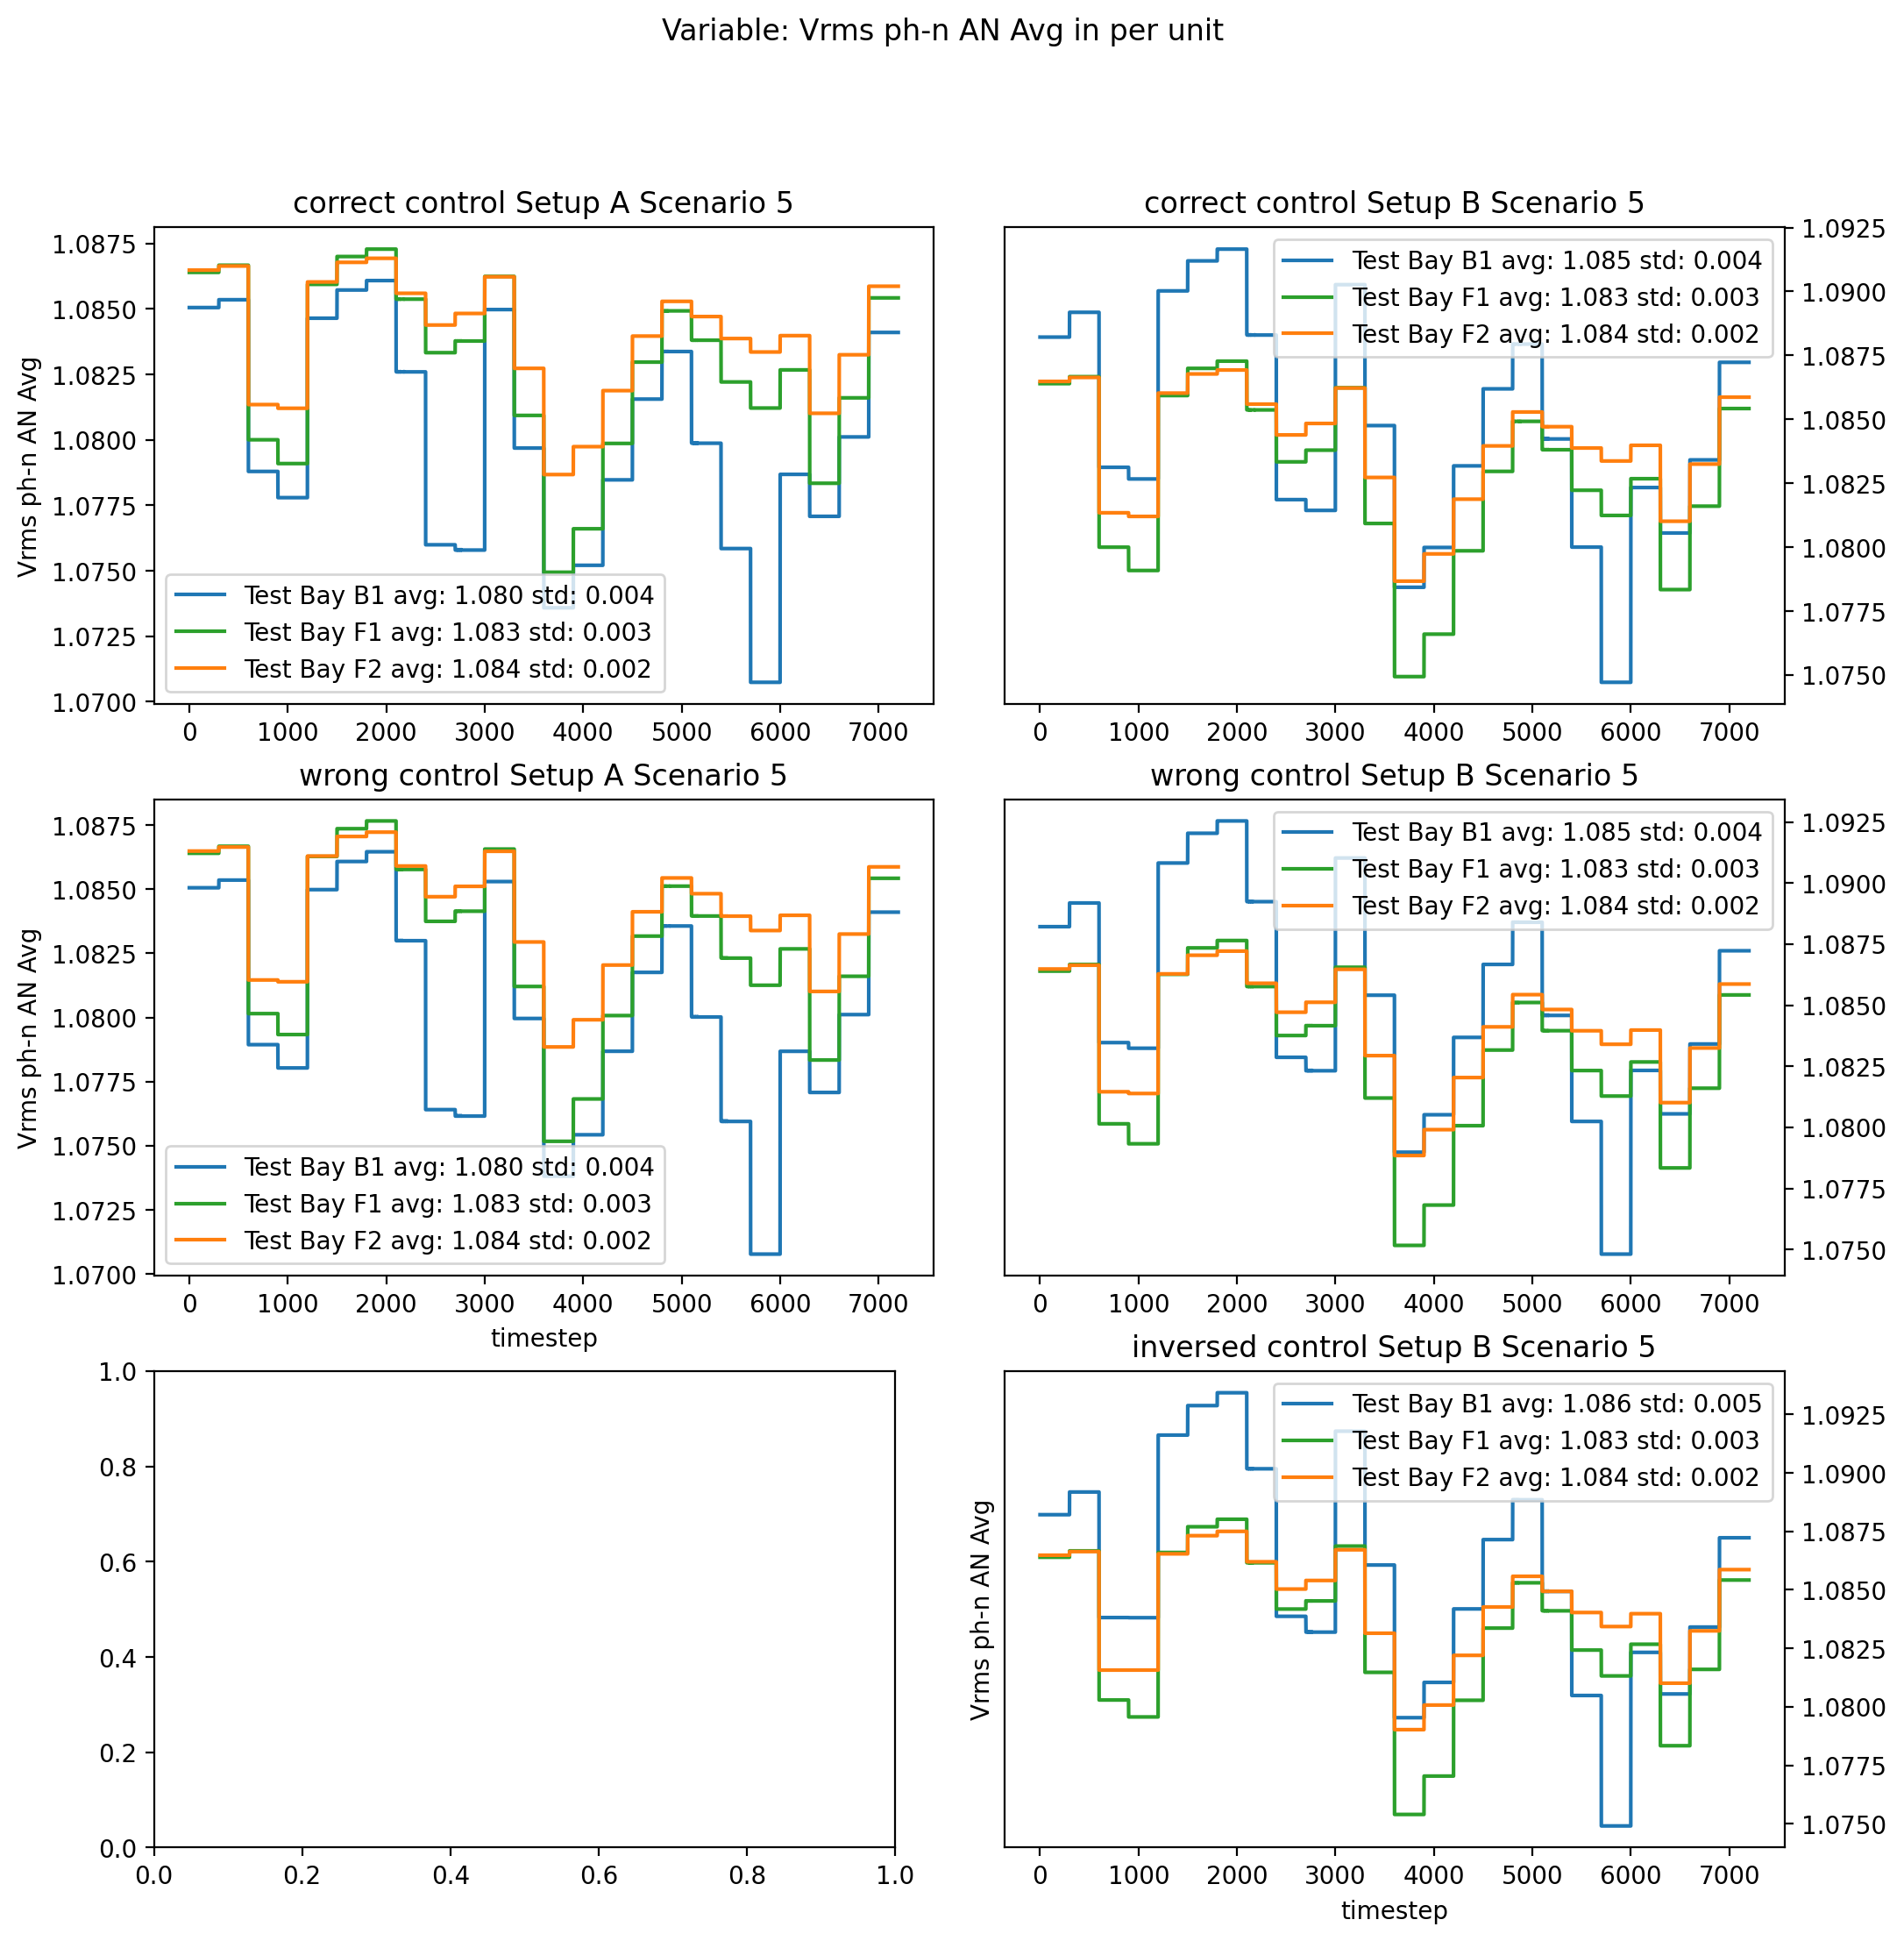 Variable: Vrms ph-n AN Avg in per unit
correct control Setup A Scenario 5
Vrms ph-n AN Avg
1.0875
1.0850
1.0825
1.0800
1.0775
1.0750
1.0725
1.0700
Test Bay B1 avg: 1.080 std: 0.004
Test Bay F1 avg: 1.083 std: 0.003
Test Bay F2 avg: 1.084 std: 0.002
0 1000 2000 3000 4000 5000 6000 7000
correct control Setup B Scenario 5
Test Bay B1 avg: 1.085 std: 0.004
Test Bay F1 avg: 1.083 std: 0.003
Test Bay F2 avg: 1.084 std: 0.002
1.0925
1.0900
1.0875
1.0850
1.0825
1.0800
1.0775
1.0750
0 1000 2000 3000 4000 5000 6000 7000
wrong control Setup A Scenario 5
Vrms ph-n AN Avg
1.0875
1.0850
1.0825
1.0800
1.0775
1.0750
1.0725
1.0700
Test Bay B1 avg: 1.080 std: 0.004
Test Bay F1 avg: 1.083 std: 0.003
Test Bay F2 avg: 1.084 std: 0.002
0 1000 2000 3000 4000 5000 6000 7000
timestep
wrong control Setup B Scenario 5
Test Bay B1 avg: 1.085 std: 0.004
Test Bay F1 avg: 1.083 std: 0.003
Test Bay F2 avg: 1.084 std: 0.002
1.0925
1.0900
1.0875
1.0850
1.0825
1.0800
1.0775
1.0750
0 1000 2000 3000 4000 5000 6000 7000
1.0
0.8
0.6
0.4
0.2
0.0
0.0 0.2 0.4 0.6 0.8 1.0
inversed control Setup B Scenario 5
Vrms ph-n AN Avg
Test Bay B1 avg: 1.086 std: 0.005
Test Bay F1 avg: 1.083 std: 0.003
Test Bay F2 avg: 1.084 std: 0.002
1.0925
1.0900
1.0875
1.0850
1.0825
1.0800
1.0775
1.0750
0 1000 2000 3000 4000 5000 6000 7000
timestep